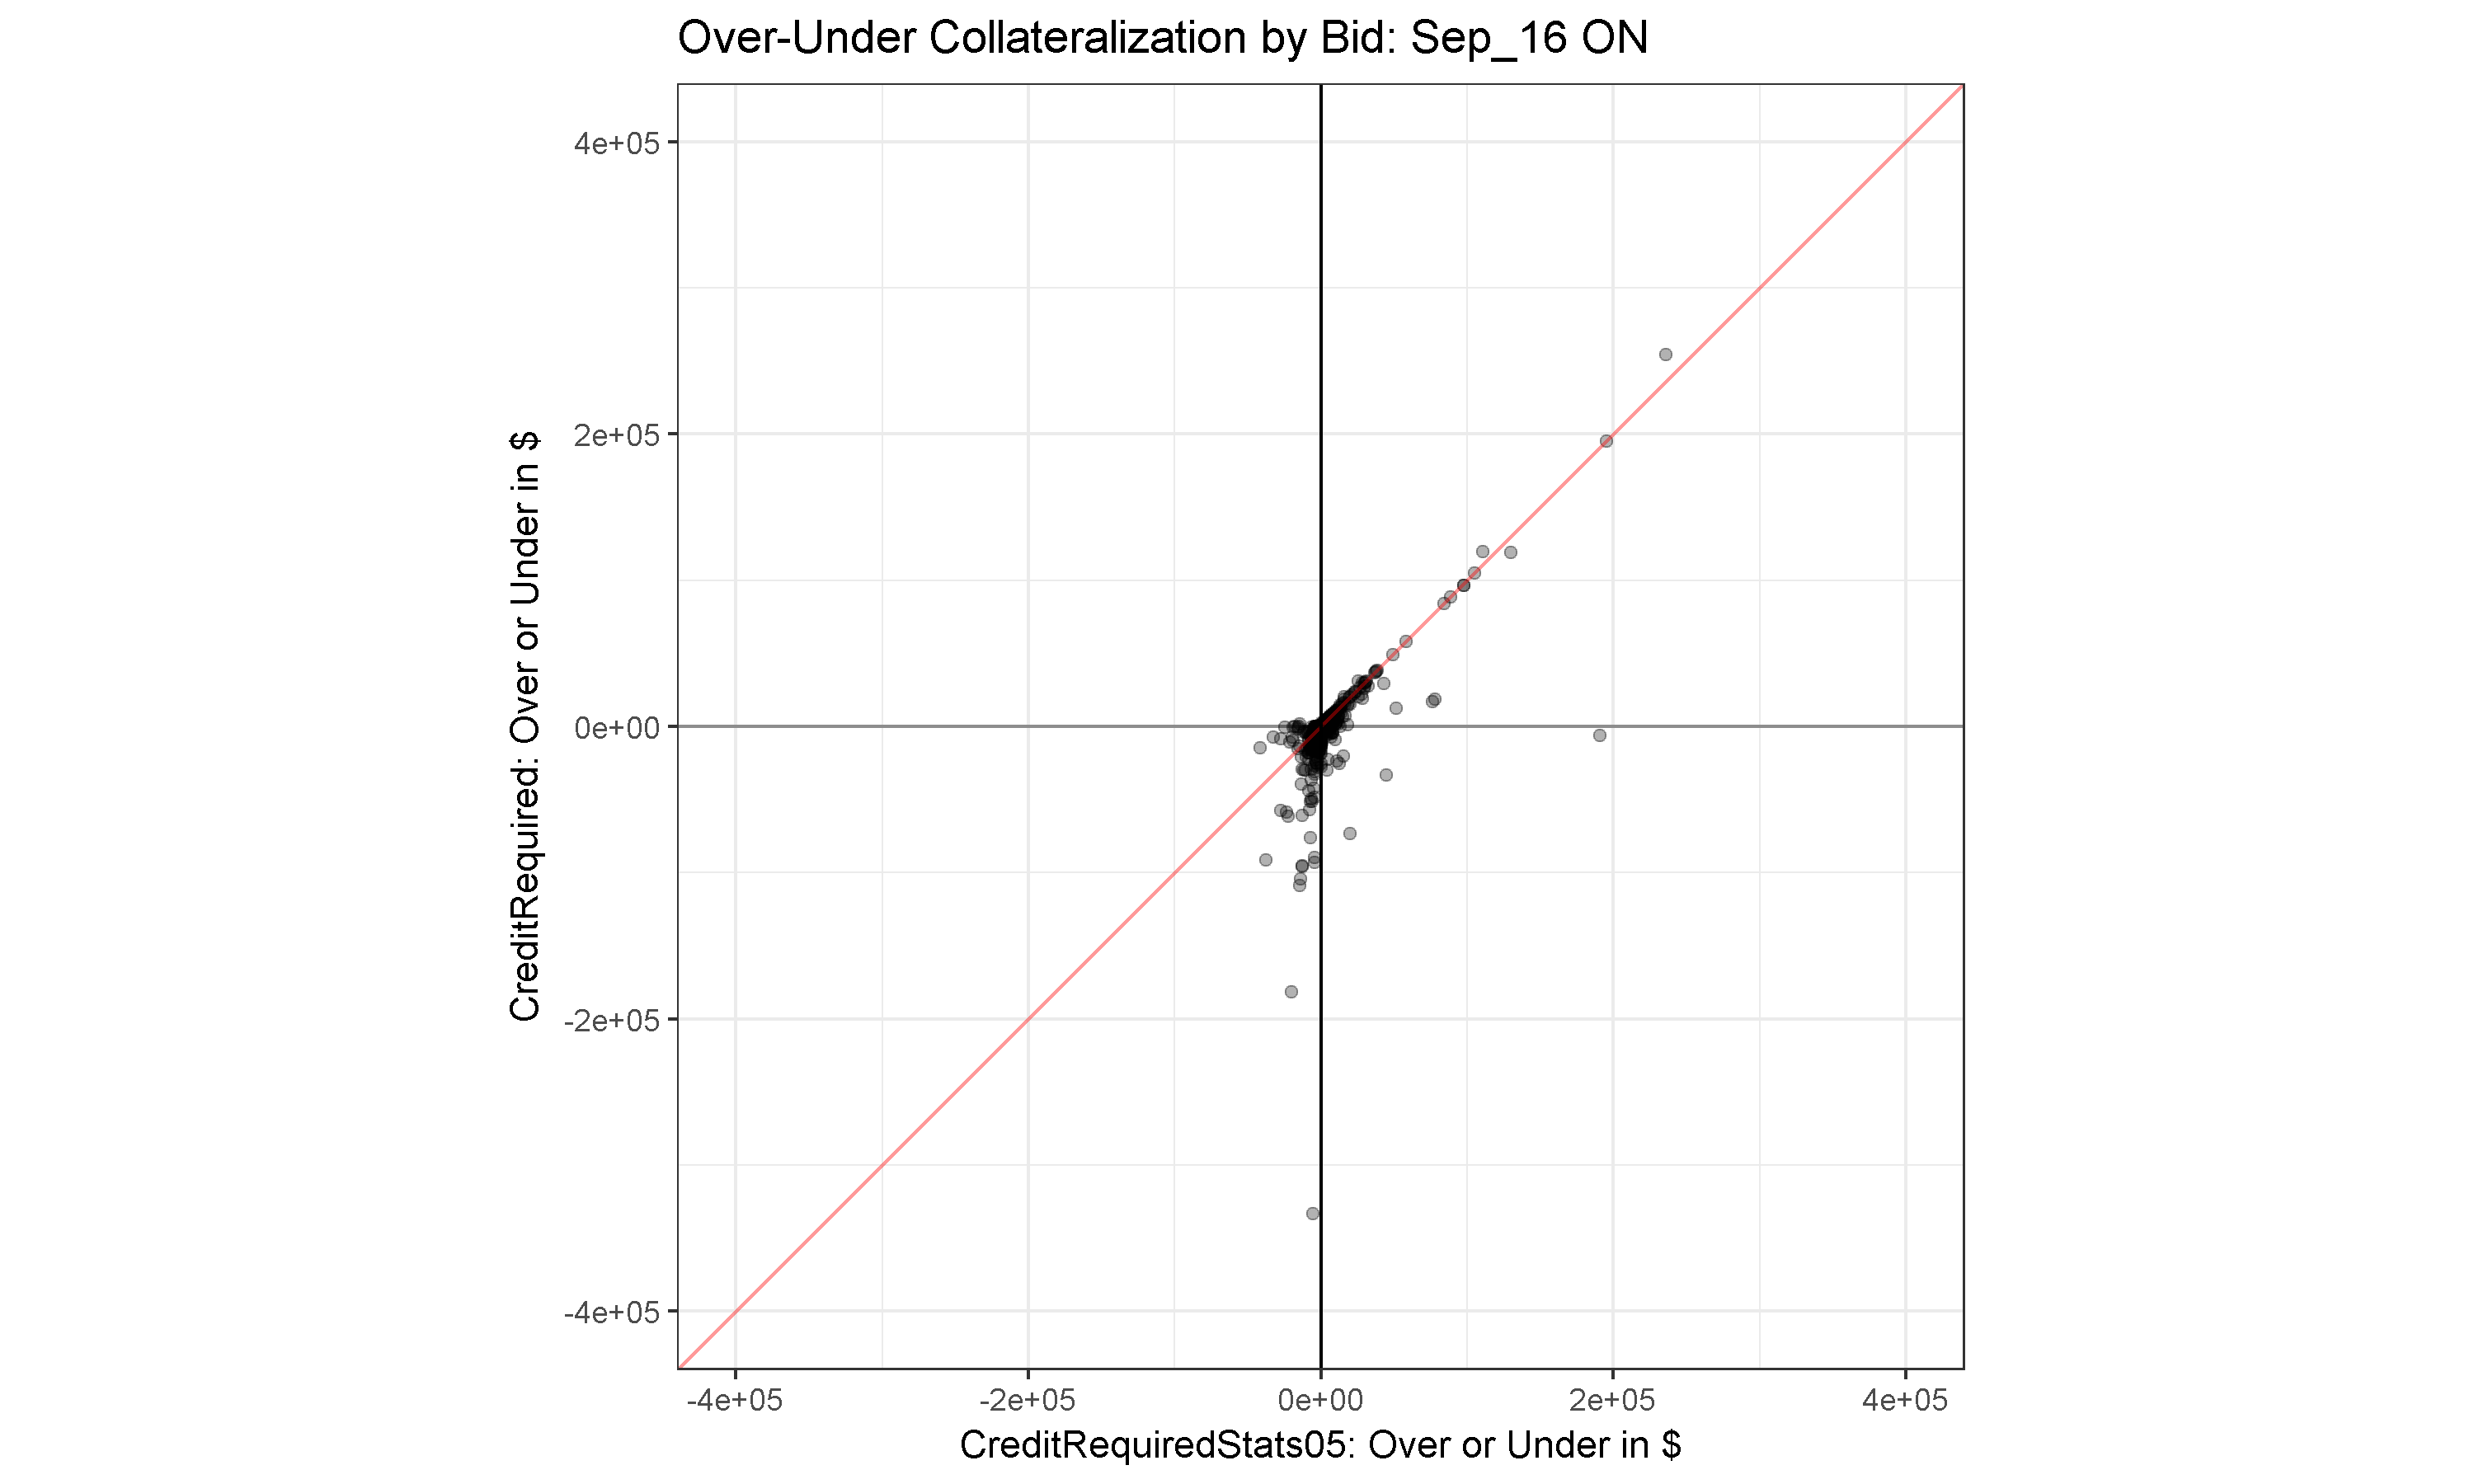 Over-Under Collateralization by Bid: Sep_16 ON
CreditRequired: Over or Under in $
4e+05
2e+05
0e+00
-2e+05
-4e+05
-4e+05
-2e+05
0e+00
2e+05
4e+05
CreditRequiredStats05: Over or Under in $